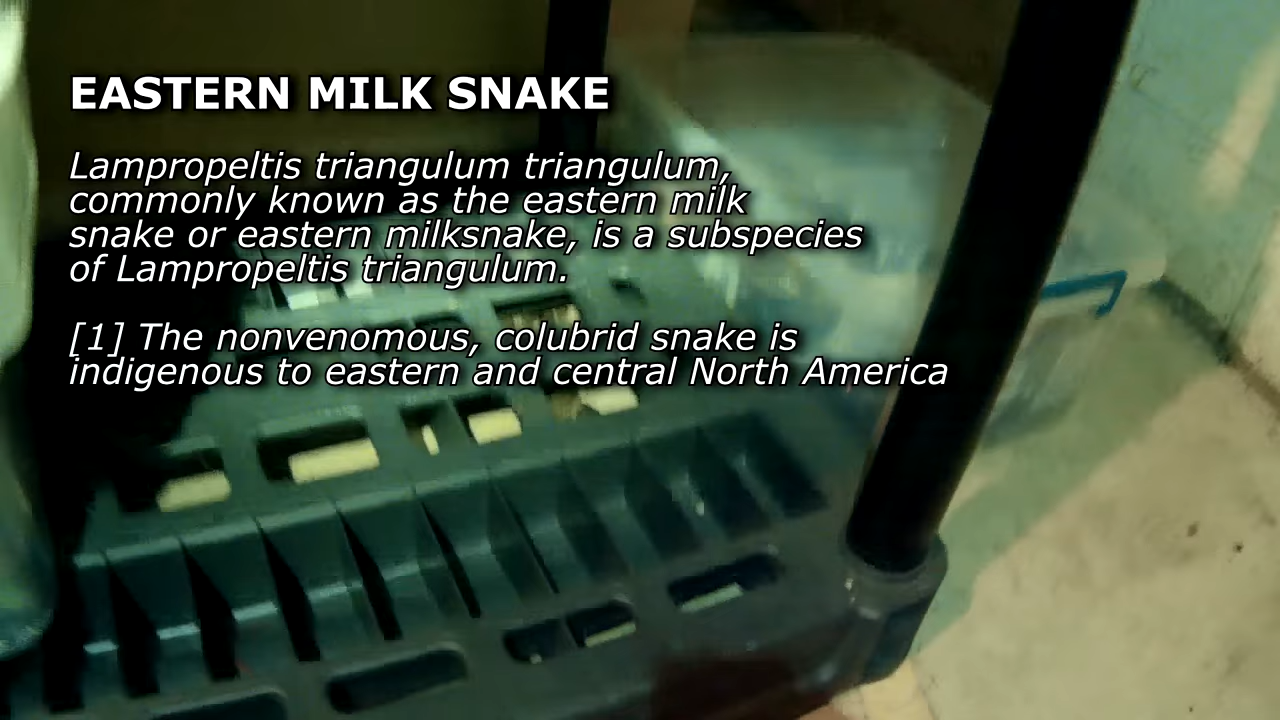 EASTERN MILK SNAKE
Lampropeltis triangulum triangulum,
commonly known as the eastern milk
snake or eastern milksnake, is a subspecies
of Lampropeltis triangulum.
[1] The nonvenomous, colubrid snake is
indigenous to eastern and central North America